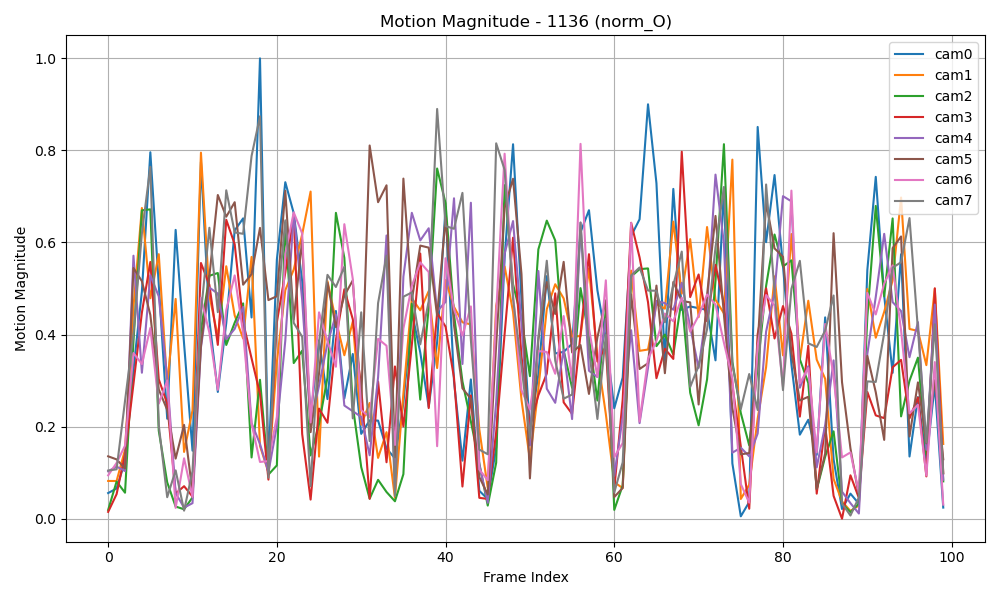 Motion Magnitude - 1136 (norm_O)
Motion Magnitude
1.0
0.8
0.6
0.4
0.2
0.0
0
20
40
60
80
100
Frame Index
cam0
cam1
cam2
cam3
cam4
cam5
cam6
cam7